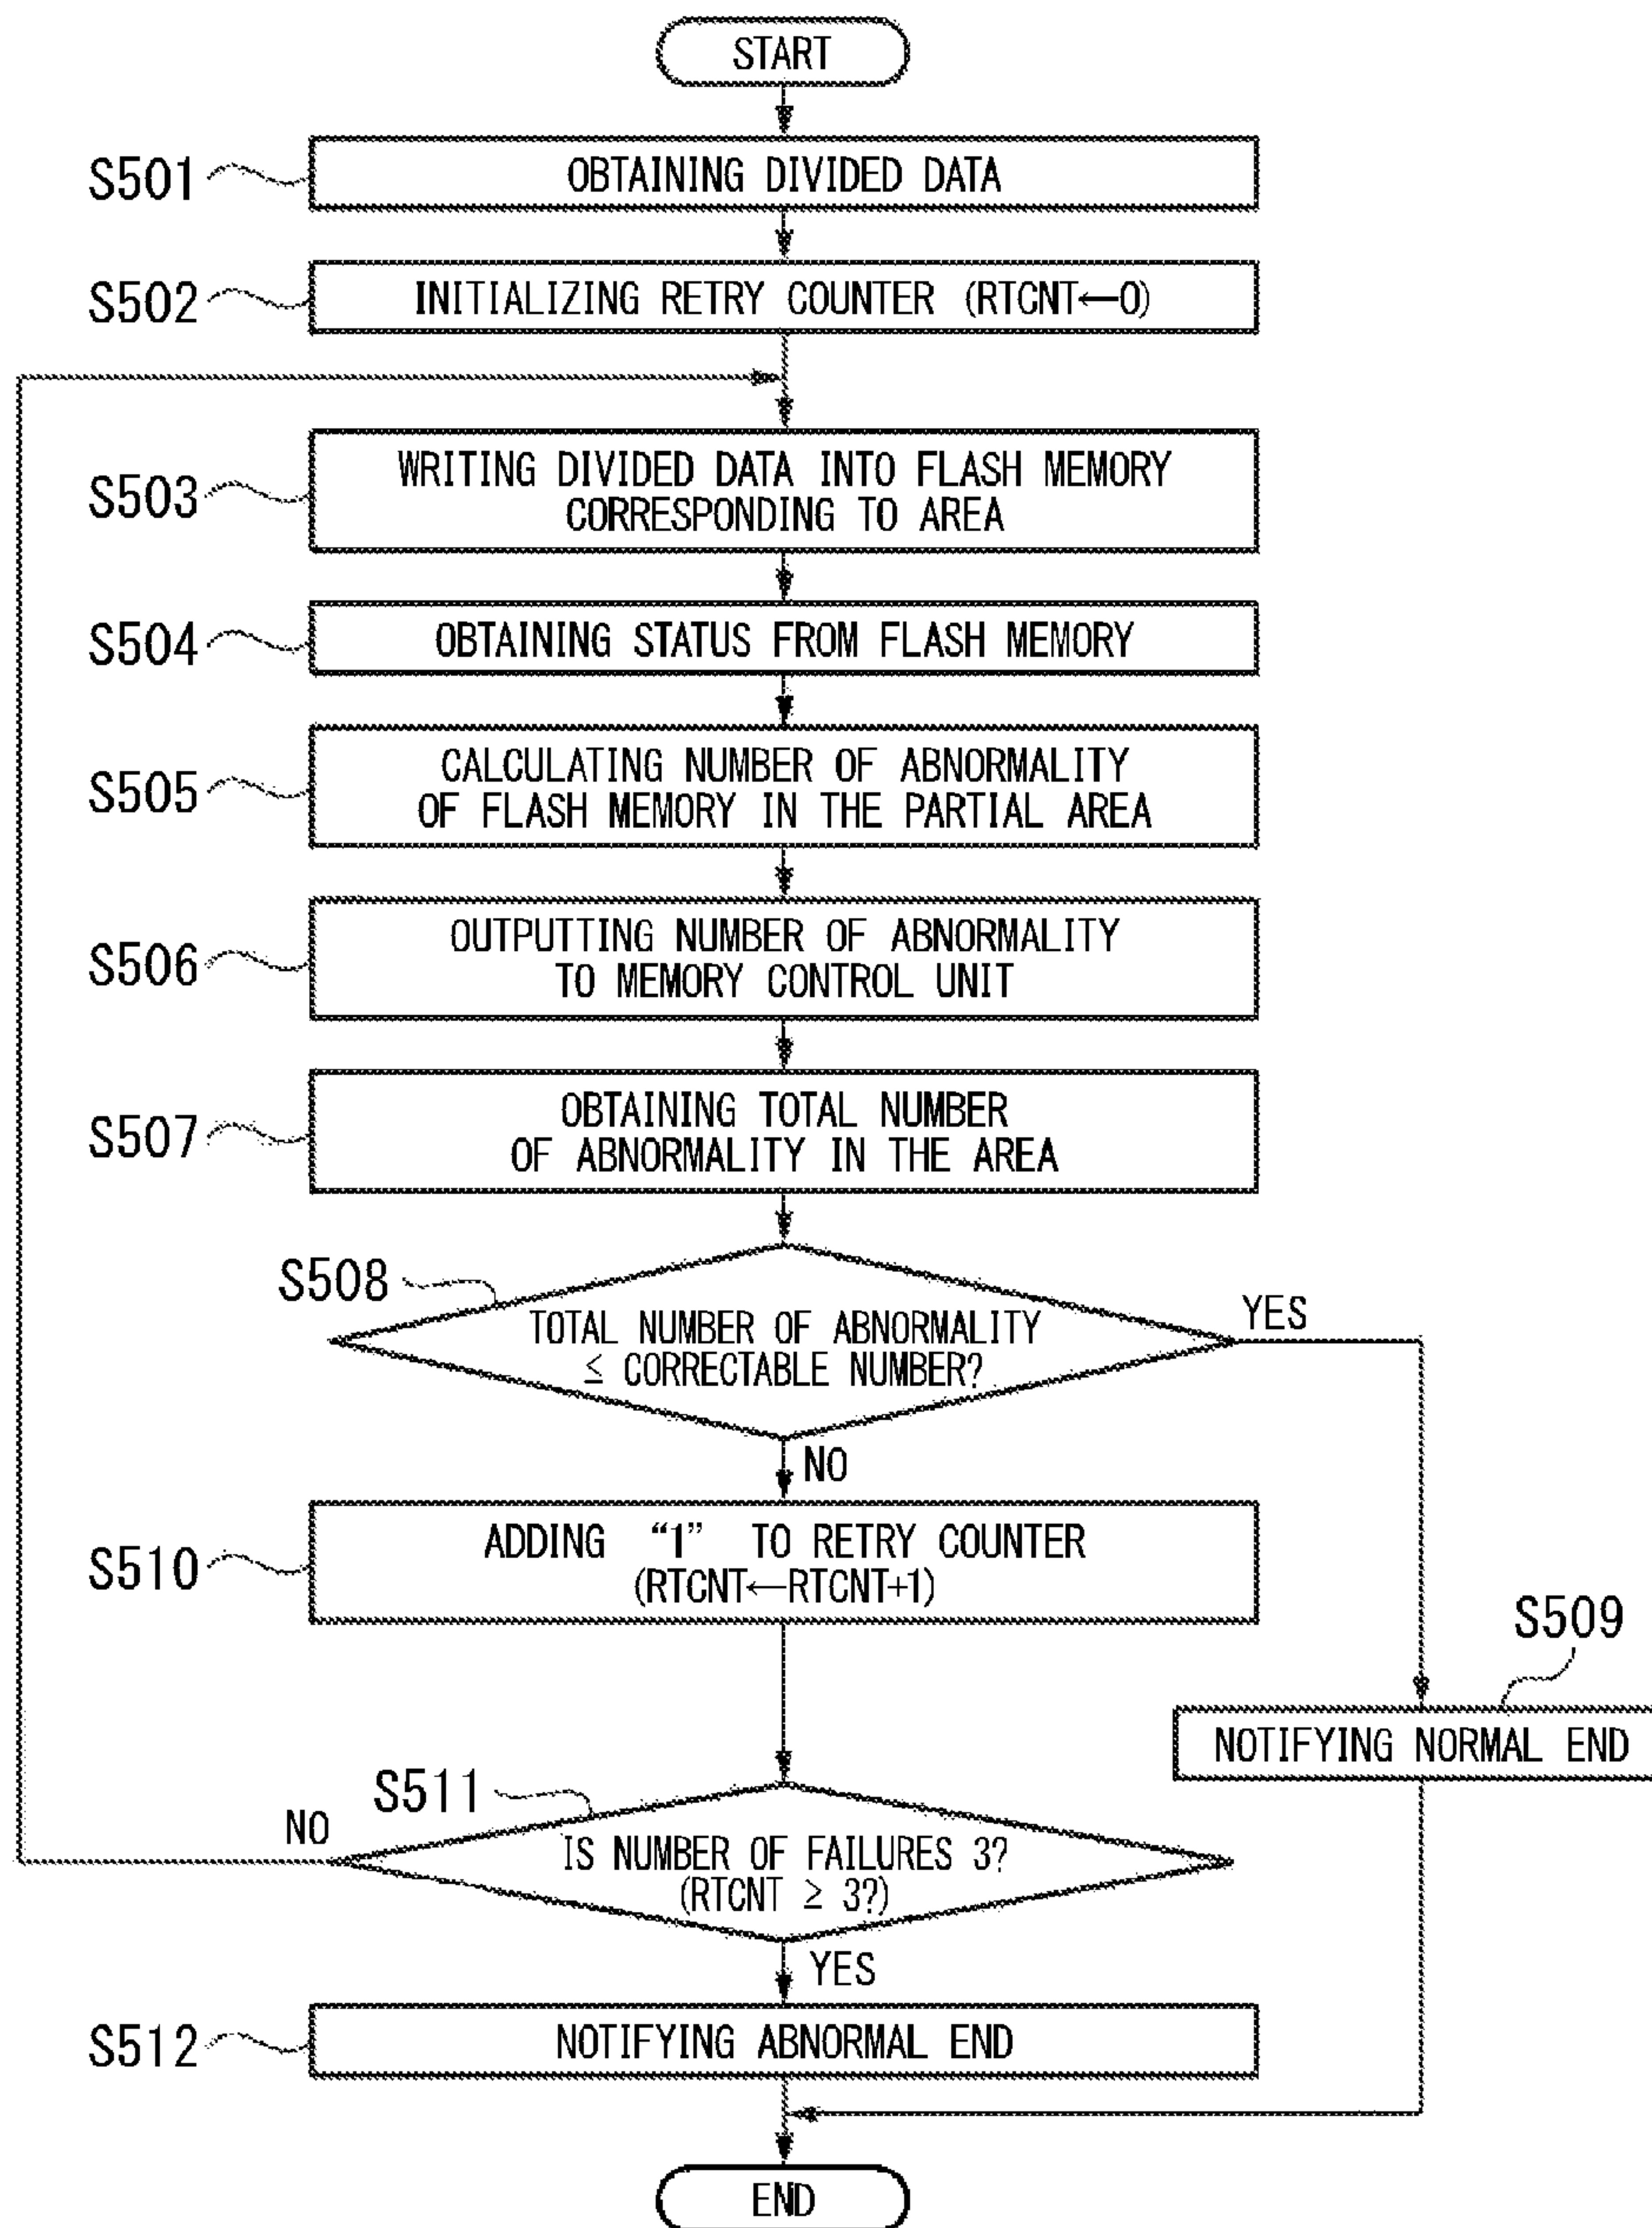 START
S501
OBTAINING DIVIDED DATA
S502
INITIALIZING RETRY COUNTER (RTCNT←0)
S503
WRITING DIVIDED DATA INTO FLASH MEMORY
CORRESPONDING TO AREA
S504
OBTAINING STATUS FROM FLASH MEMORY
S505
CALCULATING NUMBER OF ABNORMALITY
OF FLASH MEMORY IN THE PARTIAL AREA
S506
OUTPUTTING NUMBER OF ABNORMALITY
TO MEMORY CONTROL UNIT
S507
OBTAINING TOTAL NUMBER
OF ABNORMALITY IN THE AREA
S508
TOTAL NUMBER OF ABNORMALITY
≤ CORRECTABLE NUMBER?
YES
NO
S510
ADDING “1” TO RETRY COUNTER
(RTCNT←RTCNT+1)
S509
NOTIFYING NORMAL END
S511
NO
IS NUMBER OF FAILURES 3?
(RTCNT ≥ 3?)
YES
S512
NOTIFYING ABNORMAL END
END